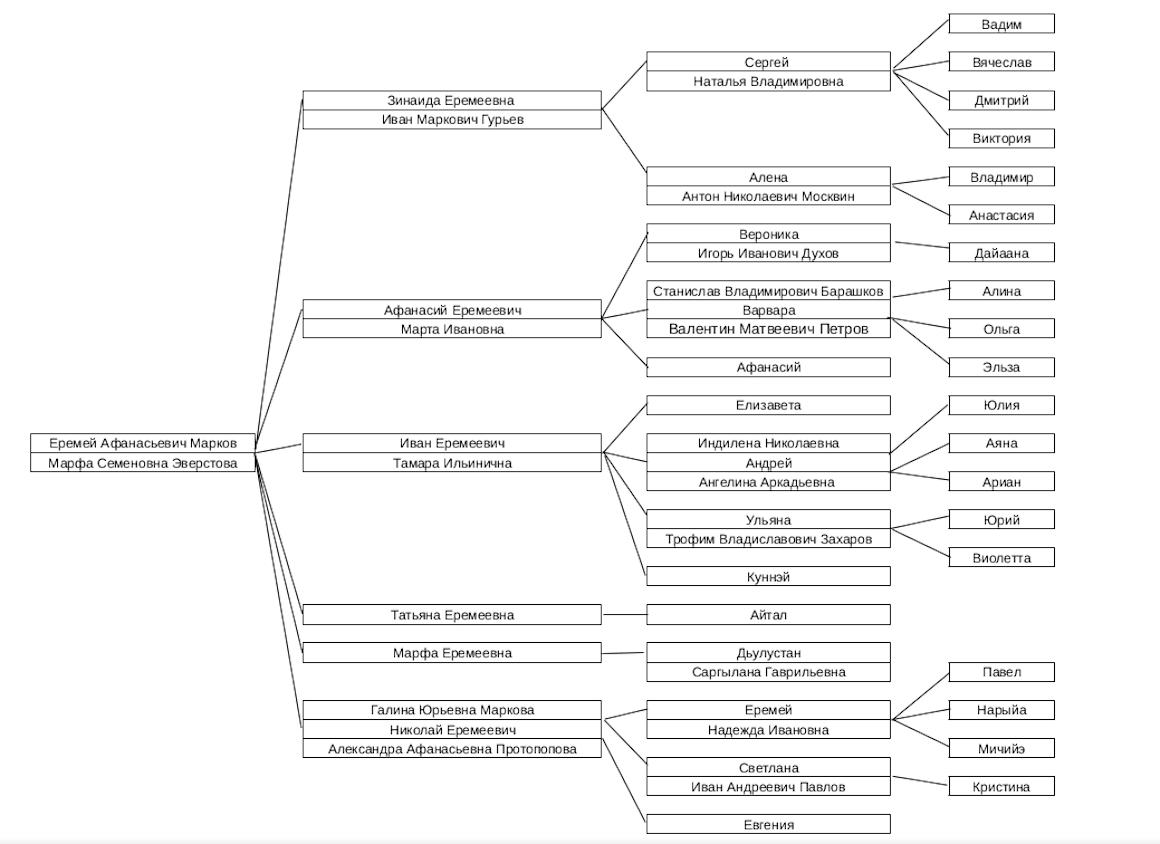 Еремей Афанасьевич Марков
Марфа Семеновна Эверстова
Зинаида Еремеевна
Иван Маркович Гурьев
Афанасий Еремеевич
Марта Ивановна
Иван Еремеевич
Тамара Ильинична
Татьяна Еремеевна
Марфа Еремеевна
Галина Юрьевна Маркова
Николай Еремеевич
Александра Афанасьевна Протопопова
Сергей
Наталья Владимировна
Алена
Антон Николаевич Москвин
Вероника
Игорь Иванович Духов
Станислав Владимирович Барашков
Варвара
Валентин Матвеевич Петров
Афанасий
Елизавета
Индилена Николаевна
Андрей
Ангелина Аркадьевна
Ульяна
Трофим Владиславович Захаров
Куннэй
Айтал
Дьулустан
Саргылана Гаврильевна
Еремей
Надежда Ивановна
Светлана
Иван Андреевич Павлов
Евгения
Вадим
Вячеслав
Дмитрий
Виктория
Владимир
Анастасия
Дайаана
Алина
Ольга
Эльза
Юлия
Аяна
Ариан
Юрий
Виолетта
Павел
Нарыйа
Мичийэ
Кристина